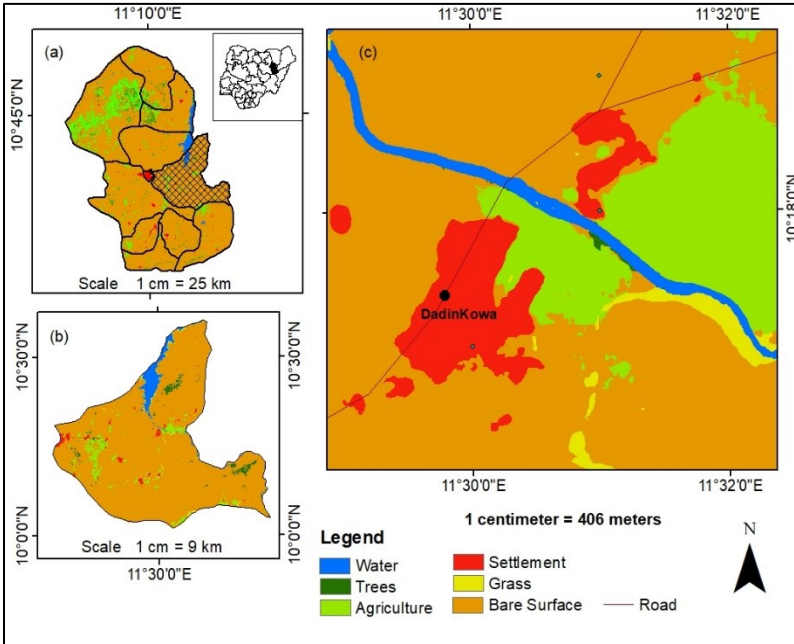 11°10'0"E
(a)
10°45'0"N
Scale 1 cm = 25 km
(b)
10°30'0"N
10°30'0"N
10°0'0"N
10°0'0"N
Scale 1 cm = 9 km
11°30'0"E
11°30'0"E
11°32'0"E
(c)
10°18'0"N
DadinKowa
11°30'0"E
11°32'0"E
1 centimeter = 406 meters
N
Legend
Water
Trees
Agriculture
Settlement
Grass
Bare Surface
Road